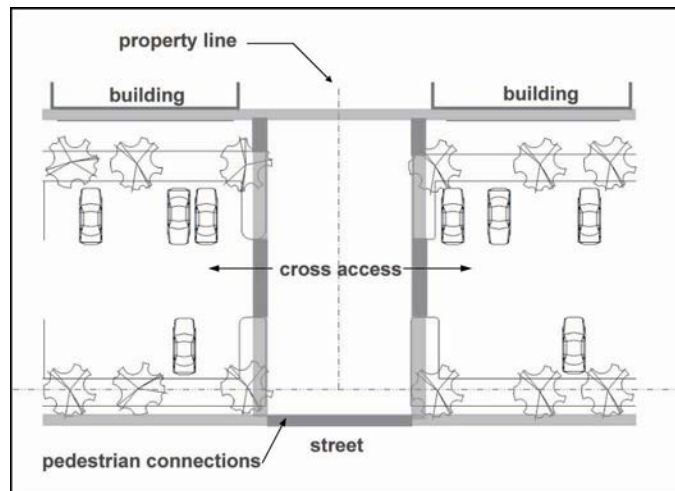 property line
building
building
cross access
street
pedestrian connections